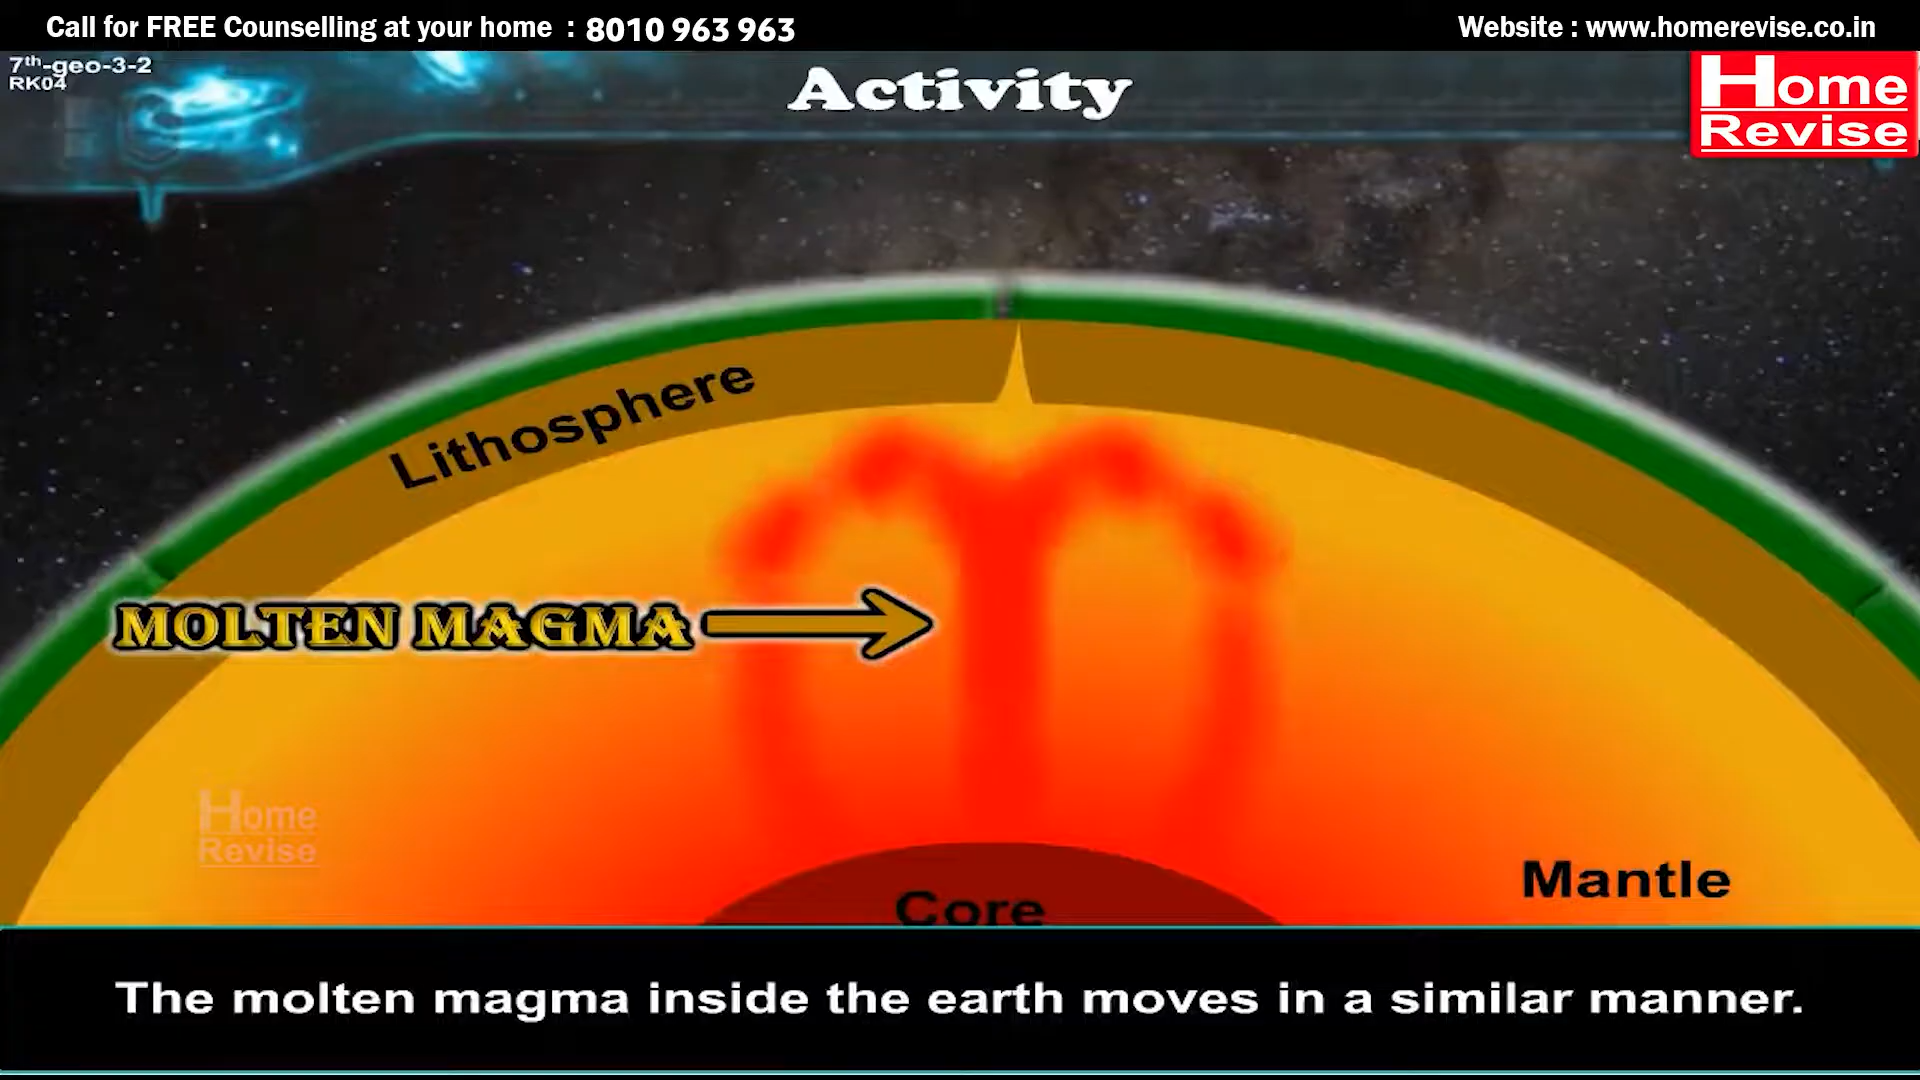 Call for FREE Counselling at your home : 8010 963 963
Website : www.homerevise.co.in
7th-geo-3-2
RK04
Activity
Home
Revise
Lithosphere
MOLTEN MAGMA
Home
Revise
Mantle
Core
The molten magma inside the earth moves in a similar manner.